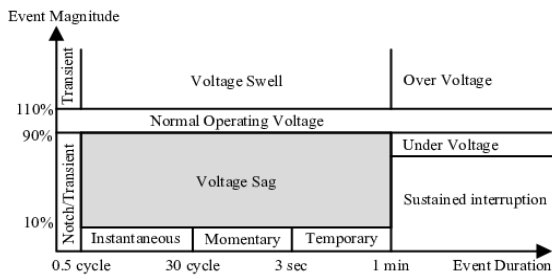 Event Magnitude
Transient
Voltage Swell
Over Voltage
110%
Normal Operating Voltage
90%
Notch/Transient
Voltage Sag
Under Voltage
Sustained interruption
10%
Instantaneous
Momentary
Temporary
0.5 cycle
30 cycle
3 sec
1 min
Event Duration